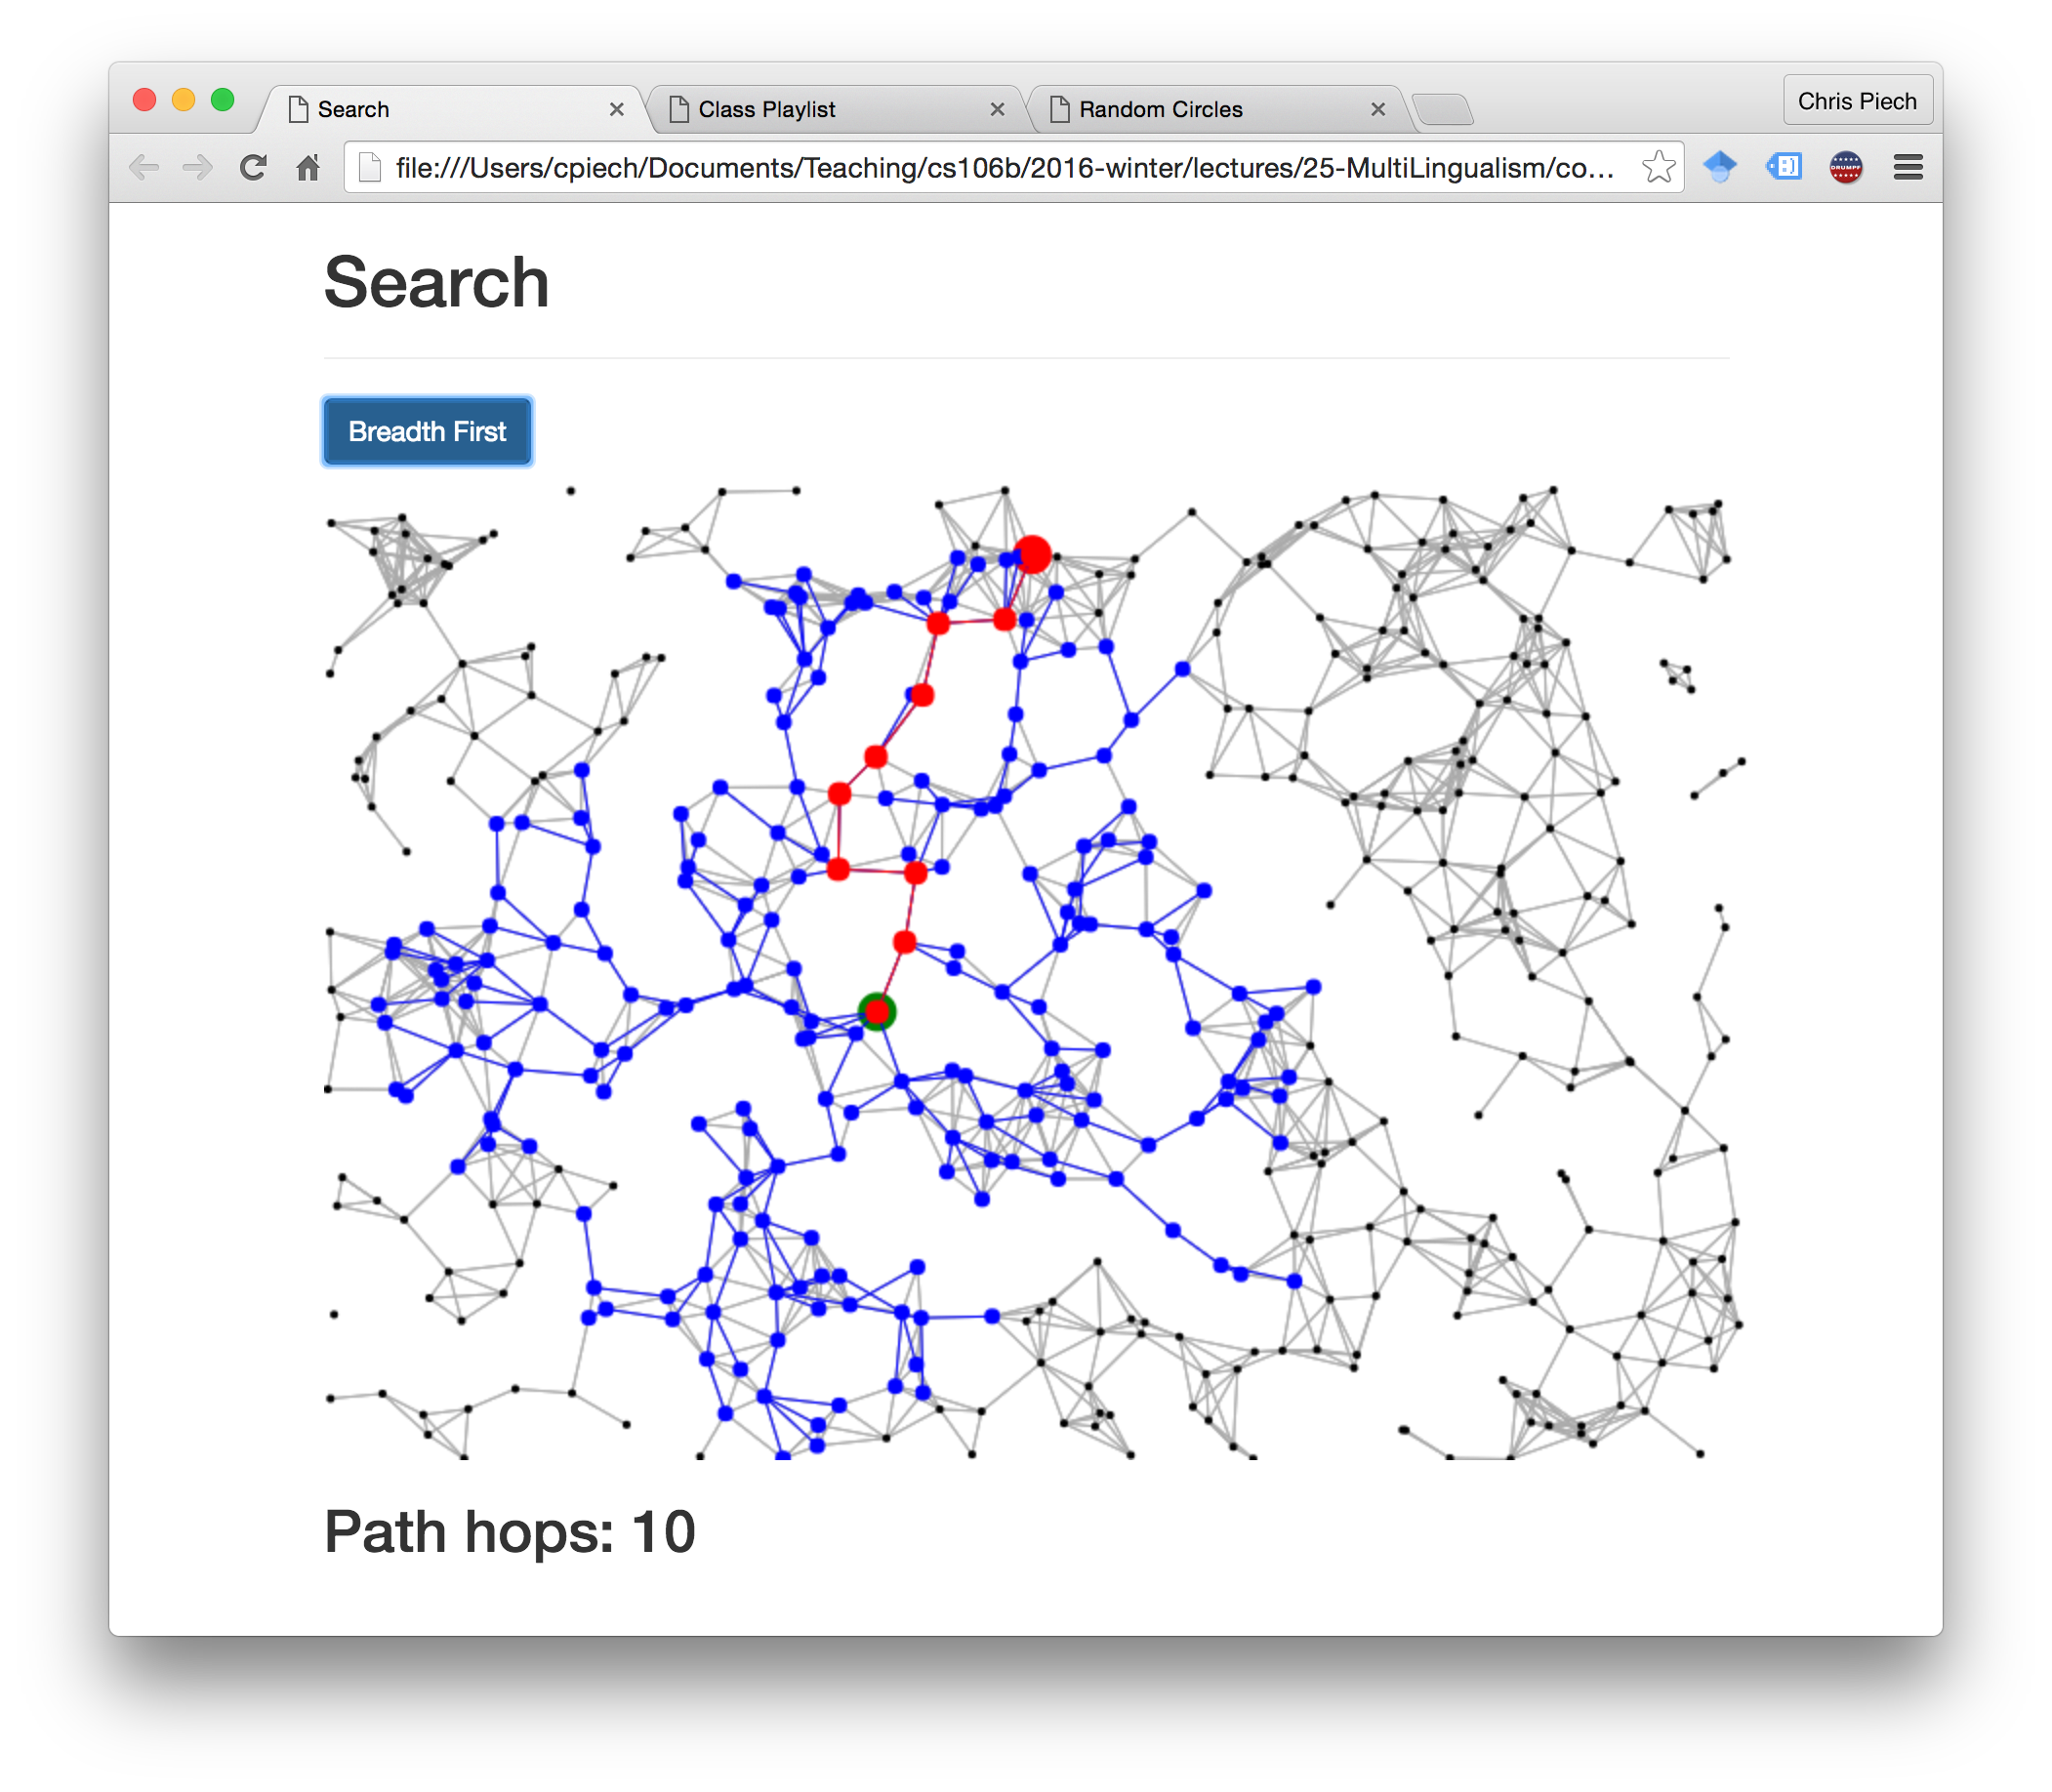 Search
Class Playlist
Random Circles
Chris Piech
file:///Users/cpiech/Documents/Teaching/cs106b/2016-winter/lectures/25-MultiLingualism/co...
DRUMPF
Search
Breadth First
Path hops: 10